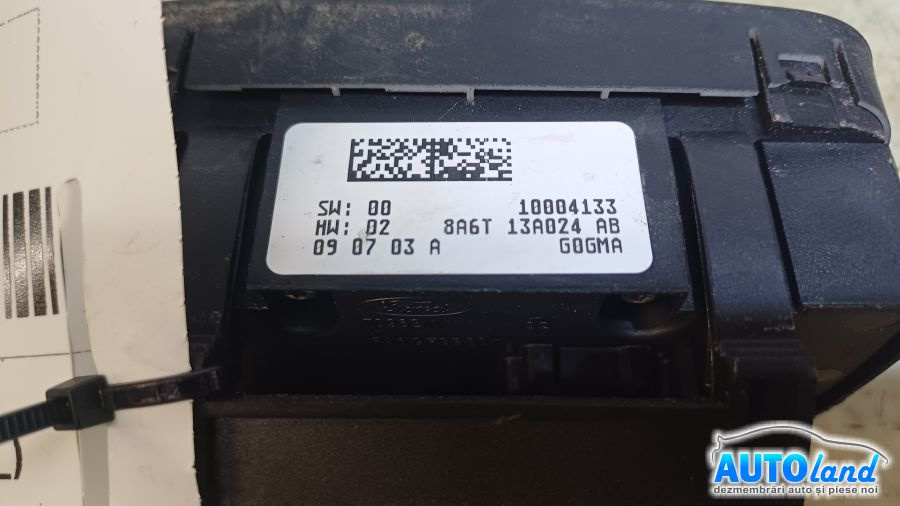 SW: 00 10004133
HW: 02 8A6T 13A024 AB
09 07 03 A G0GMA
AUTOland
dezmembrări auto și piese noi